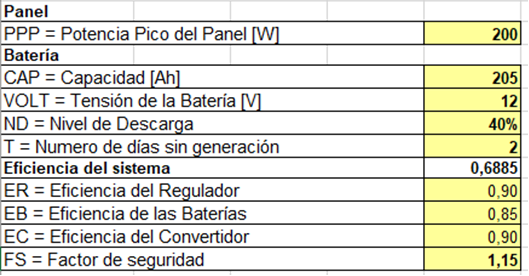 Panel
PPP = Potencia Pico del Panel [W] 200
Batería
CAP = Capacidad [Ah] 205
VOLT = Tensión de la Batería [V] 12
ND = Nivel de Descarga 40%
T = Numero de días sin generación 2
Eficiencia del sistema 0,6885
ER = Eficiencia del Regulador 0,90
EB = Eficiencia de las Baterías 0,85
EC = Eficiencia del Convertidor 0,90
FS = Factor de seguridad 1,15